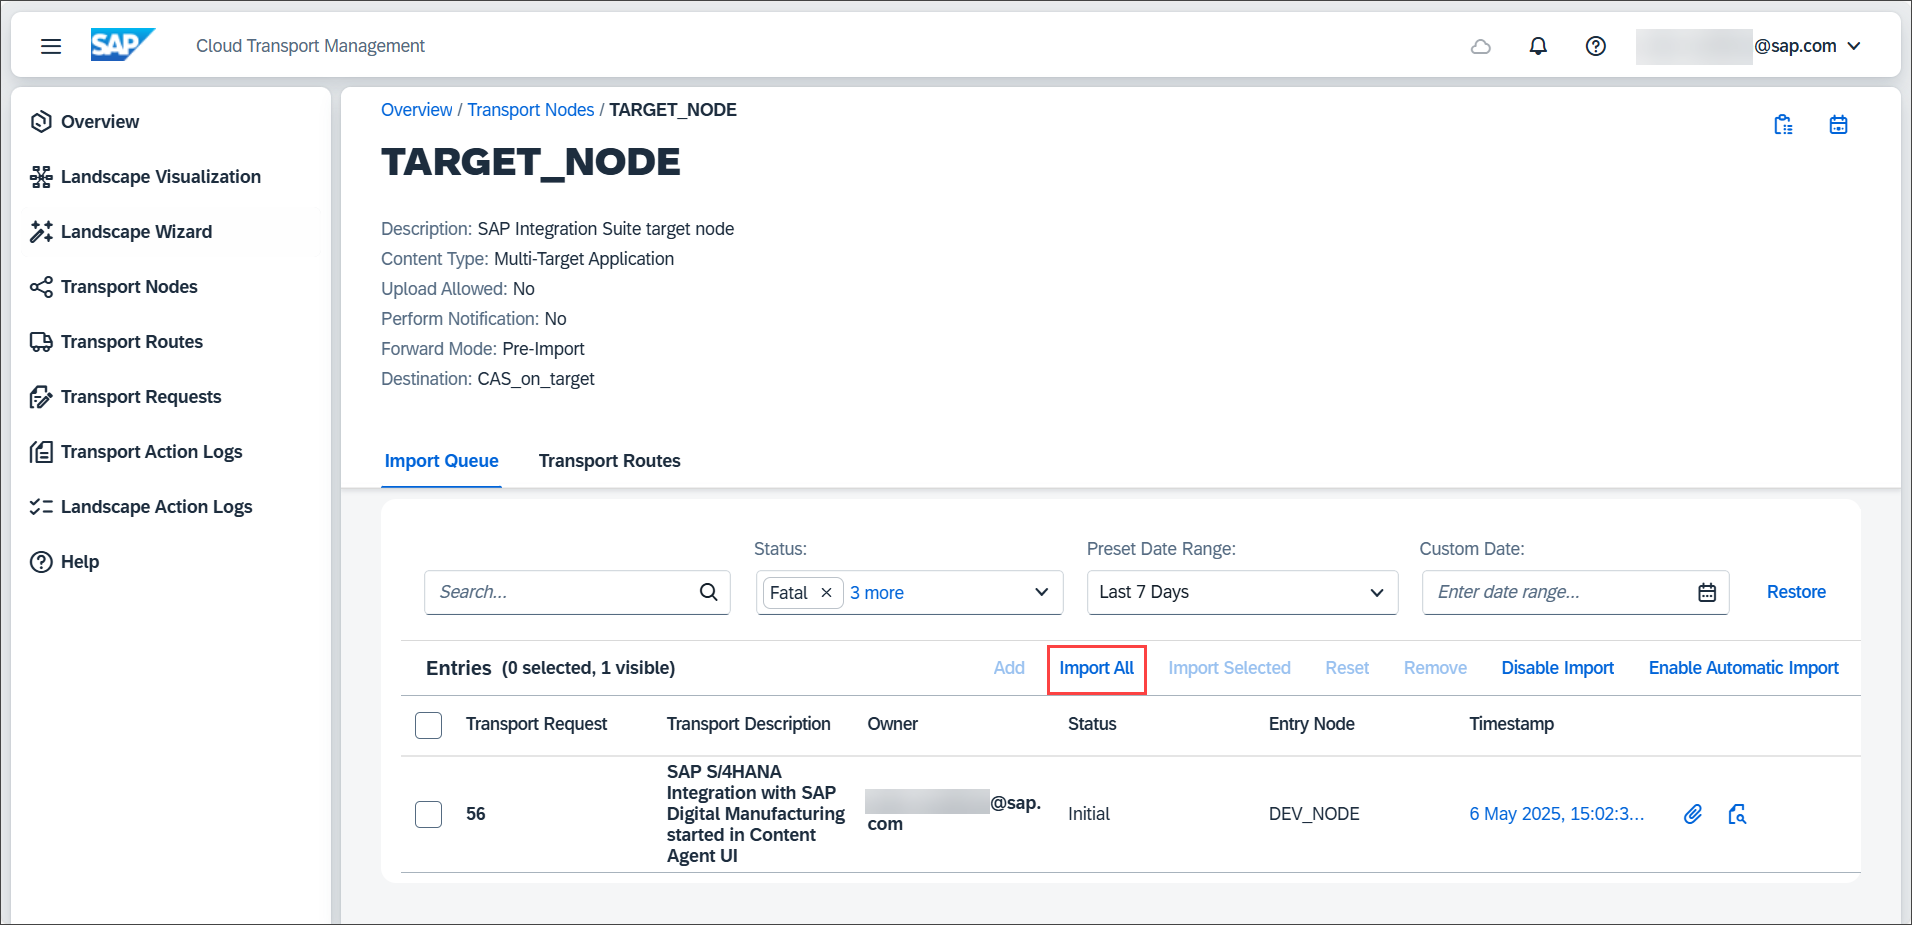 SAP
Cloud Transport Management
@sap.com
Overview
Landscape Visualization
Landscape Wizard
Transport Nodes
Transport Routes
Transport Requests
Transport Action Logs
Landscape Action Logs
Help
Overview / Transport Nodes / TARGET_NODE
TARGET_NODE
Description: SAP Integration Suite target node
Content Type: Multi-Target Application
Upload Allowed: No
Perform Notification: No
Forward Mode: Pre-Import
Destination: CAS_on_target
Import Queue Transport Routes
Status: Preset Date Range: Custom Date:
Search... Fatal 3 more Last 7 Days Enter date range... Restore
Entries (0 selected, 1 visible) Add Import All Import Selected Reset Remove Disable Import Enable Automatic Import
Transport Request Transport Description Owner Status Entry Node Timestamp
56
SAP S/4HANA
Integration with SAP
Digital Manufacturing
started in Content
Agent UI
@sap.
com
Initial
DEV_NODE
6 May 2025, 15:02:3...